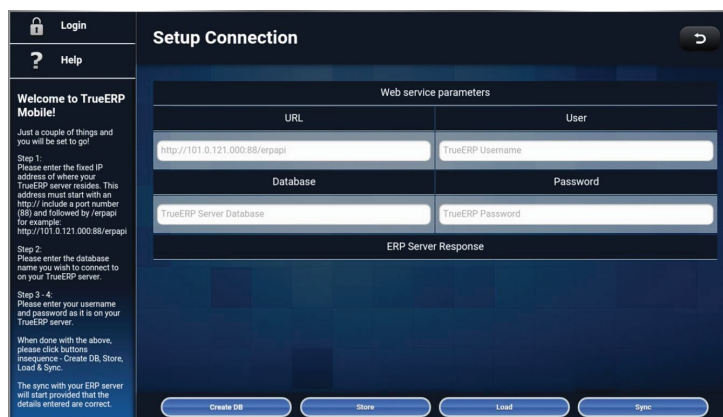 Login
Help
Welcome to TrueERP
Mobile!
Just a couple of things and
you will be set to go!
Step 1:
Please enter the fixed IP
address of where your
TrueERP server resides. This
address must start with an
http:// include a port number
(88) and followed by /erpapi
for example:
http://101.0.121.000:88/erpapi
Step 2:
Please enter the database
name you wish to connect to
on your TrueERP server.
Step 3 - 4:
Please enter your username
and password as it is on your
TrueERP server.
When done with the above,
please click buttons
insequence - Create DB, Store,
Load & Sync.
The sync with your ERP server
will start provided that the
details entered are correct.
Setup Connection
Web service parameters
URL
User
http://101.0.121.000:88/erpapi
TrueERP Username
Database
Password
TrueERP Server Database
TrueERP Password
ERP Server Response
Create DB
Store
Load
Sync